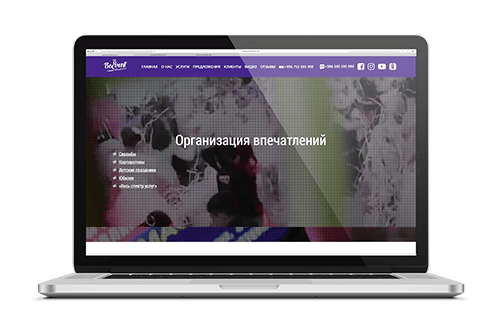 BeEvent
ГЛАВНАЯ О НАС УСЛУГИ ПРЕДЛОЖЕНИЯ КЛИЕНТЫ ВИДЕО ОТЗЫВЫ +996 755 595 999 +996 505 595 990
Организация впечатлений
Свадьбы
Корпоративы
Детские праздники
Юбилеи
«Весь спектр услуг»